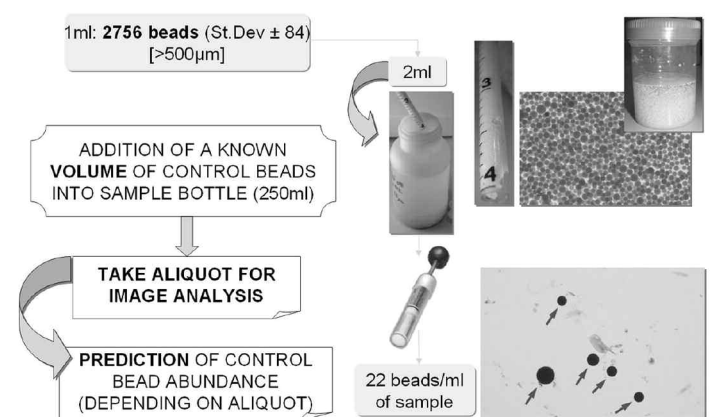 1ml: 2756 beads (St.Dev ± 84)
[>500µm]
2ml
ADDITION OF A KNOWN
VOLUME OF CONTROL BEADS
INTO SAMPLE BOTTLE (250ml)
TAKE ALIQUOT FOR
IMAGE ANALYSIS
PREDICTION OF CONTROL
BEAD ABUNDANCE
(DEPENDING ON ALIQUOT)
22 beads/ml
of sample
3
4